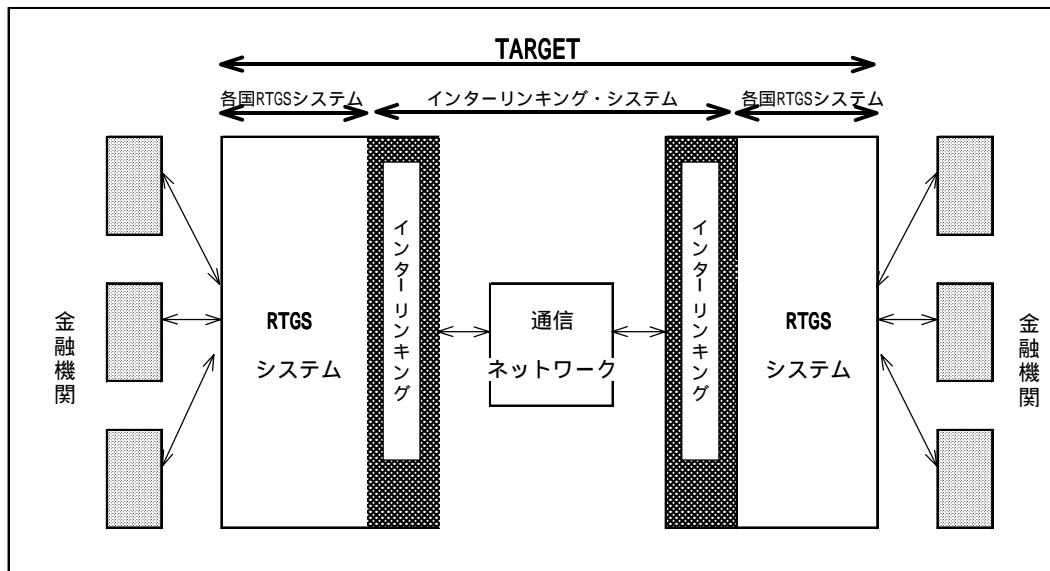 TARGET
各国RTGSシステム
インターリンキング・システム
各国RTGSシステム
金融機関
RTGS
システム
インターリンキング
通信
ネットワーク
インターリンキング
RTGS
システム
金融機関